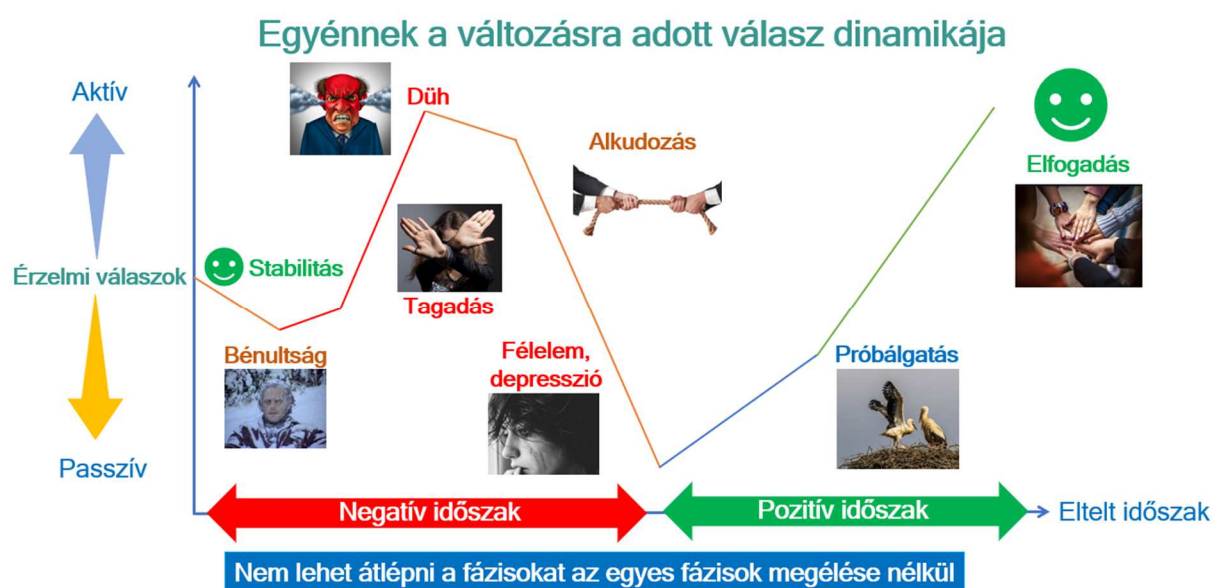 Egyénnek a változásra adott válasz dinamikája
Aktív
Düh
Alkudozás
Elfogadás
Érzelmi válaszok
Stabilitás
Tagadás
Bénultság
Félelem,
depresszió
Próbálgatás
Passzív
Negatív időszak
Pozitív időszak
Eltelt időszak
Nem lehet átlépni a fázisokat az egyes fázisok megélése nélkül